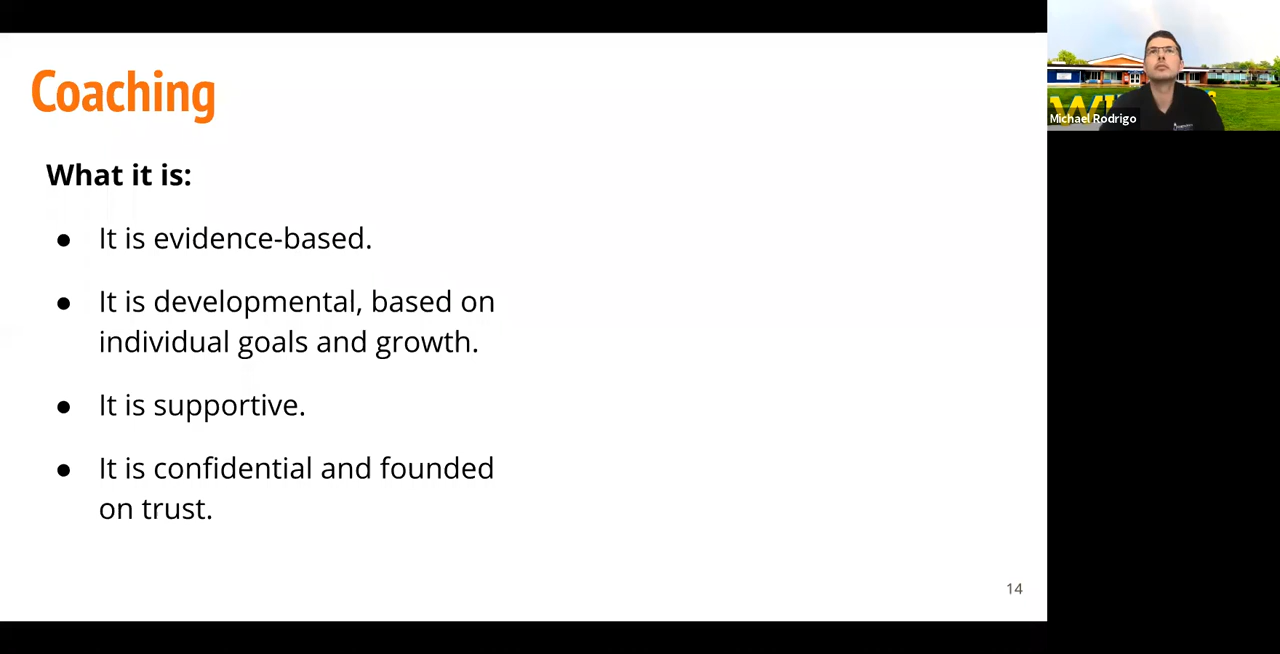 Coaching
What it is:
● It is evidence-based.
● It is developmental, based on
individual goals and growth.
● It is supportive.
● It is confidential and founded
on trust.
14
Michael Rodrigo